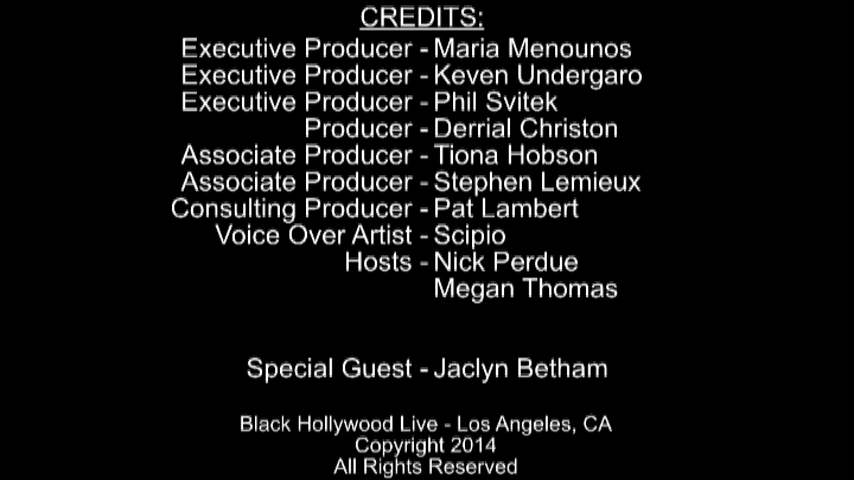 CREDITS:
Executive Producer - Maria Menounos
Executive Producer - Keven Undergaro
Executive Producer - Phil Svitek
Producer - Derrial Christon
Associate Producer - Tiona Hobson
Associate Producer - Stephen Lemieux
Consulting Producer - Pat Lambert
Voice Over Artist - Scipio
Hosts - Nick Perdue
Megan Thomas
Special Guest - Jaclyn Betham
Black Hollywood Live - Los Angeles, CA
Copyright 2014
All Rights Reserved